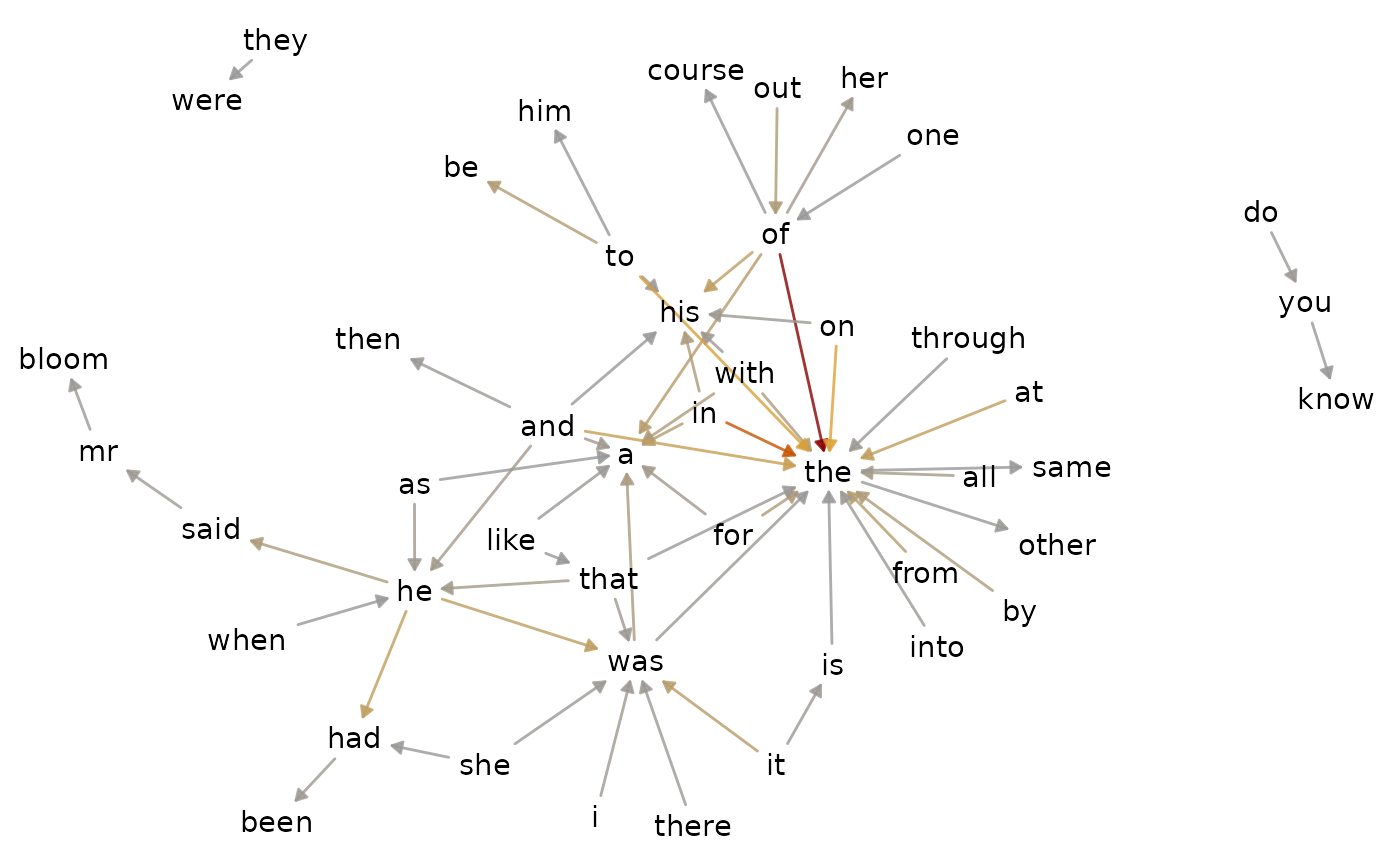 they
were
course
out
her
him
one
be
do
of
to
you
his
on
then
through
bloom
with
at
know
in
and
mr
a
the
all
same
as
said
like
for
other
that
from
he
by
when
was
into
is
had
she
it
been
i
there